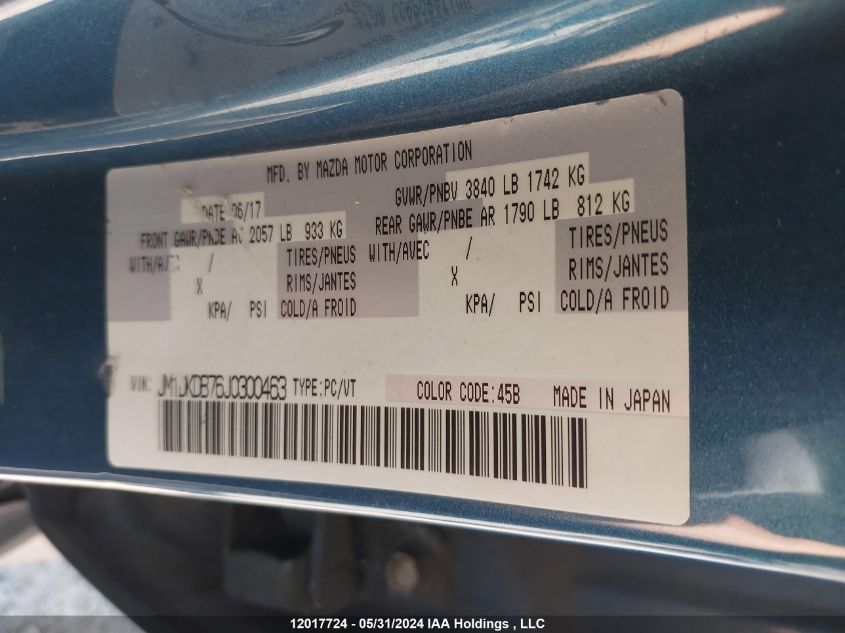 MFD. BY MAZDA MOTOR CORPORATION
DATE 06/17 GVWR/PNBV 3840 LB 1742 KG
FRONT GAWR/PNBE AV 2057 LB 933 KG REAR GAWR/PNBE AR 1790 LB 812 KG
WITH/AVEC / TIRES/PNEUS WITH/AVEC / TIRES/PNEUS
X RIMS/JANTES X RIMS/JANTES
KPA/ PSI COLD/A FROID KPA/ PSI COLD/A FROID
VIN: JM1JKDB76J0300463 TYPE:PC/VT COLOR CODE:45B MADE IN JAPAN
12017724 - 05/31/2024 IAA Holdings , LLC